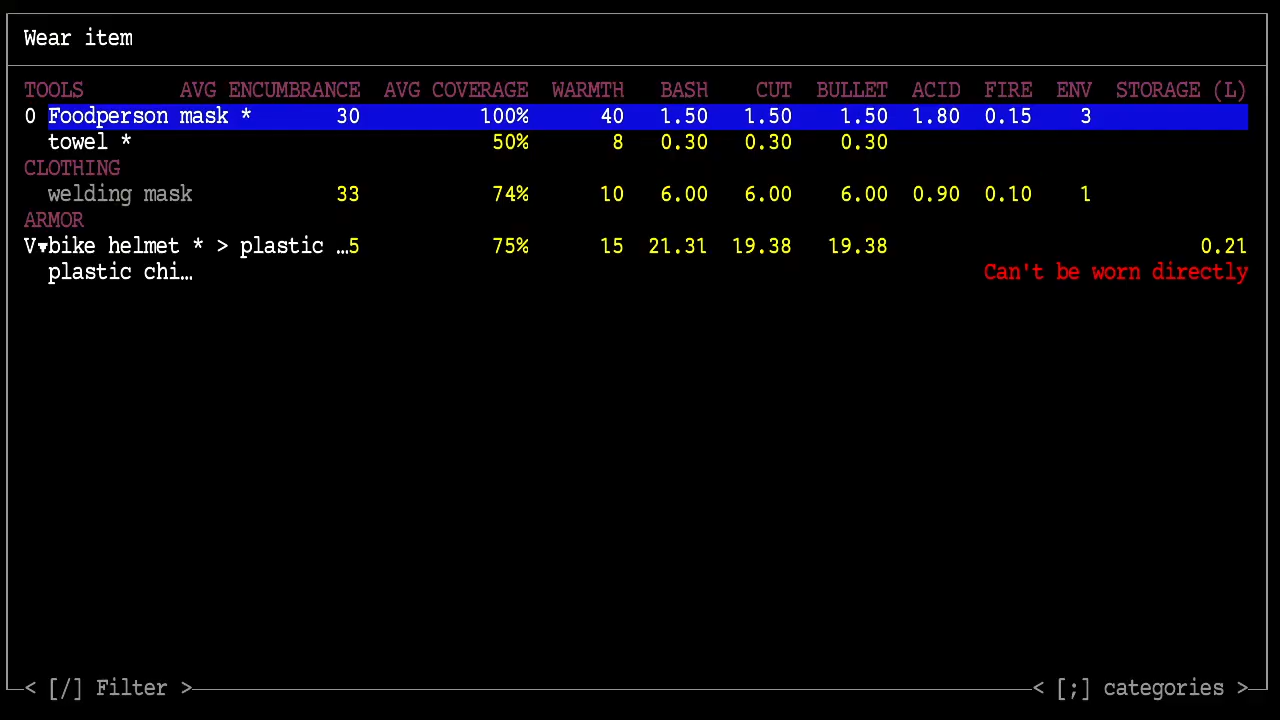 Wear item
TOOLS AVG ENCUMBRANCE AVG COVERAGE WARMTH BASH CUT BULLET ACID FIRE ENV STORAGE (L)
0 Foodperson mask * 30 100% 40 1.50 1.50 1.50 1.80 0.15 3
towel * 50% 8 0.30 0.30 0.30
CLOTHING
welding mask 33 74% 10 6.00 6.00 6.00 0.90 0.10 1
ARMOR
V▾bike helmet * > plastic …5 75% 15 21.31 19.38 19.38 0.21
plastic chi… Can't be worn directly
< [/] Filter > < [;] categories >